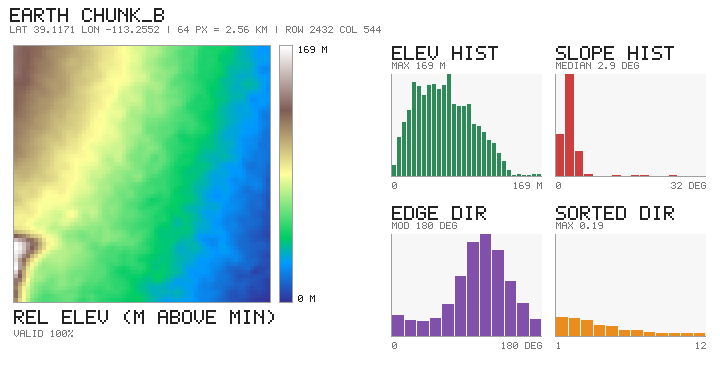 EARTH CHUNK_B
LAT 39.1171 LON -113.2552 | 64 PX = 2.56 KM | ROW 2432 COL 544
169 M
0 M
REL ELEV (M ABOVE MIN)
VALID 100%
ELEV HIST
MAX 169 M
0 169 M
SLOPE HIST
MEDIAN 2.9 DEG
0 32 DEG
EDGE DIR
MOD 180 DEG
0 180 DEG
SORTED DIR
MAX 0.19
1 12